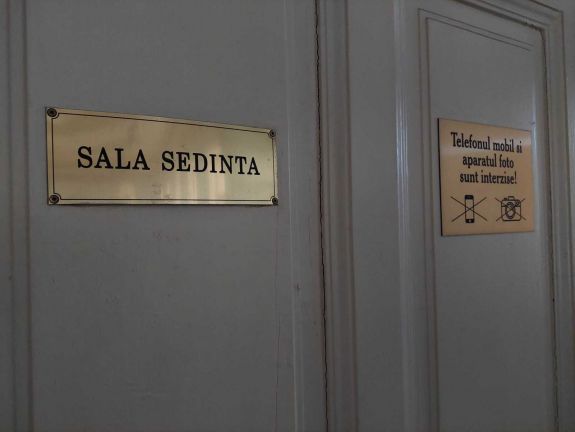 SALA SEDINTA
Telefonul mobil si
aparatul foto
sunt interzise!